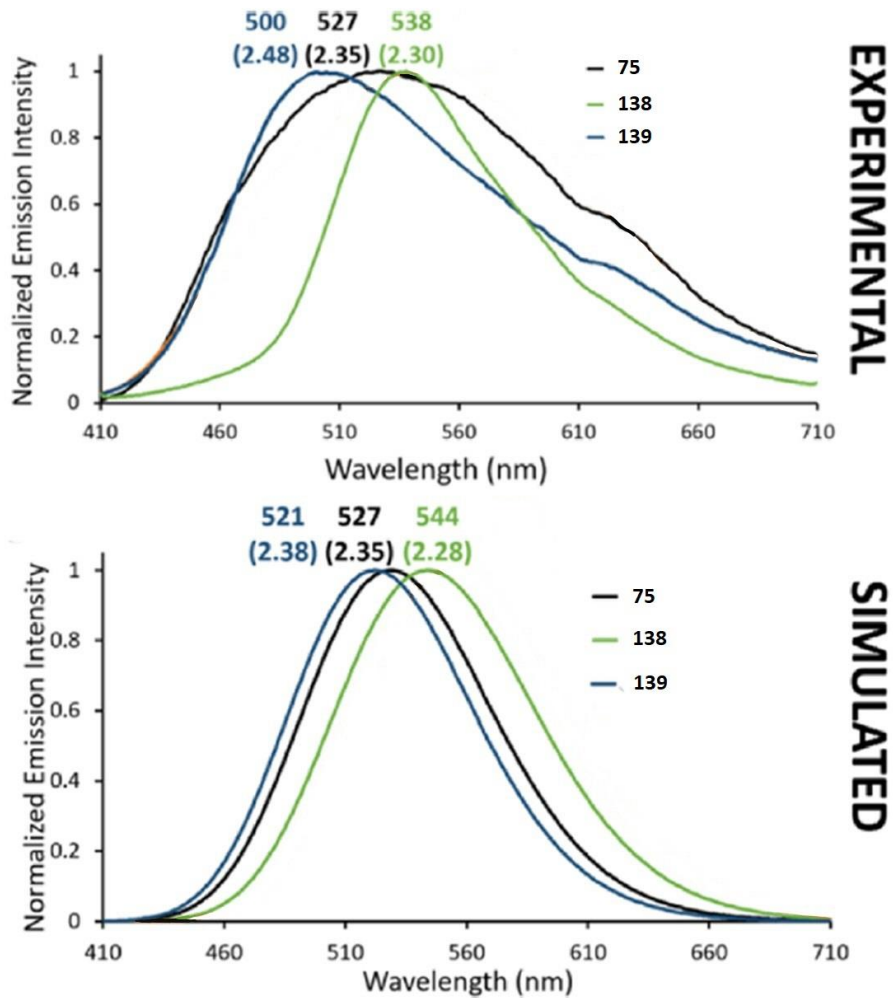 500 527 538
(2.48) (2.35) (2.30)
EXPERIMENTAL
Normalized Emission Intensity
1
0.8
0.6
0.4
0.2
0
75
138
139
410 460 510 560 610 660 710
Wavelength (nm)
521 527 544
(2.38) (2.35) (2.28)
SIMULATED
Normalized Emission Intensity
1
0.8
0.6
0.4
0.2
0
75
138
139
410 460 510 560 610 660 710
Wavelength (nm)